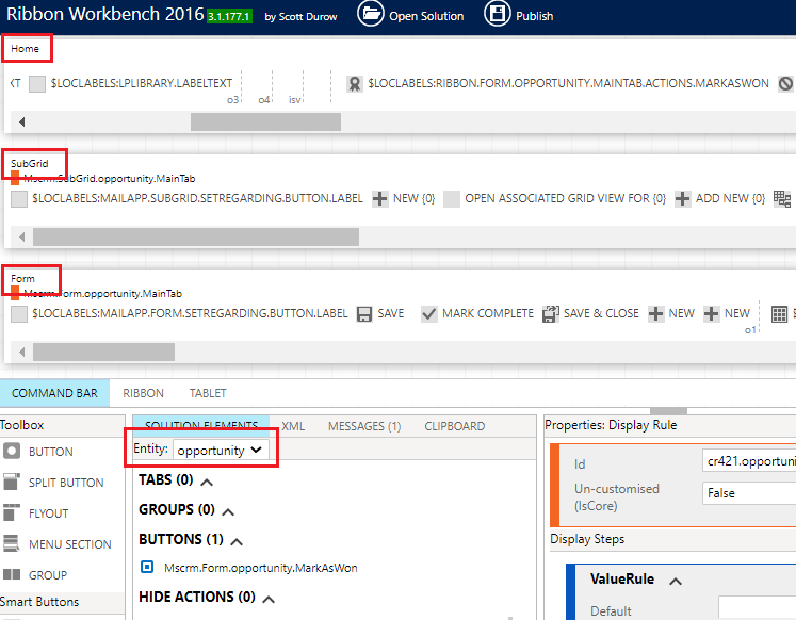 Ribbon Workbench 2016 3.1.177.1 by Scott Durow Open Solution Publish
Home
$LOCLABELS:LPLIBRARY.LABELTEXT $LOCLABELS:RIBBON.FORM.OPPORTUNITY.MAINTAB.ACTIONS.MARKASWON
o3 o4 isv
SubGrid
Mscrm.SubGrid.opportunity.MainTab
$LOCLABELS:MAILAPP.SUBGRID.SETREGARDING.BUTTON.LABEL NEW {0} OPEN ASSOCIATED GRID VIEW FOR {0} ADD NEW {0}
Form
Mscrm.Form.opportunity.MainTab
$LOCLABELS:MAILAPP.FORM.SETREGARDING.BUTTON.LABEL SAVE MARK COMPLETE SAVE & CLOSE NEW NEW
o1
COMMAND BAR RIBBON TABLET
Toolbox
BUTTON
SPLIT BUTTON
FLYOUT
MENU SECTION
GROUP
Smart Buttons
SOLUTION ELEMENTS XML MESSAGES (1) CLIPBOARD
Entity: opportunity
TABS (0)
GROUPS (0)
BUTTONS (1)
Mscrm.Form.opportunity.MarkAsWon
HIDE ACTIONS (0)
Properties: Display Rule
Id cr421.opportuni
Un-customised
(IsCore) False
Display Steps
ValueRule
Default